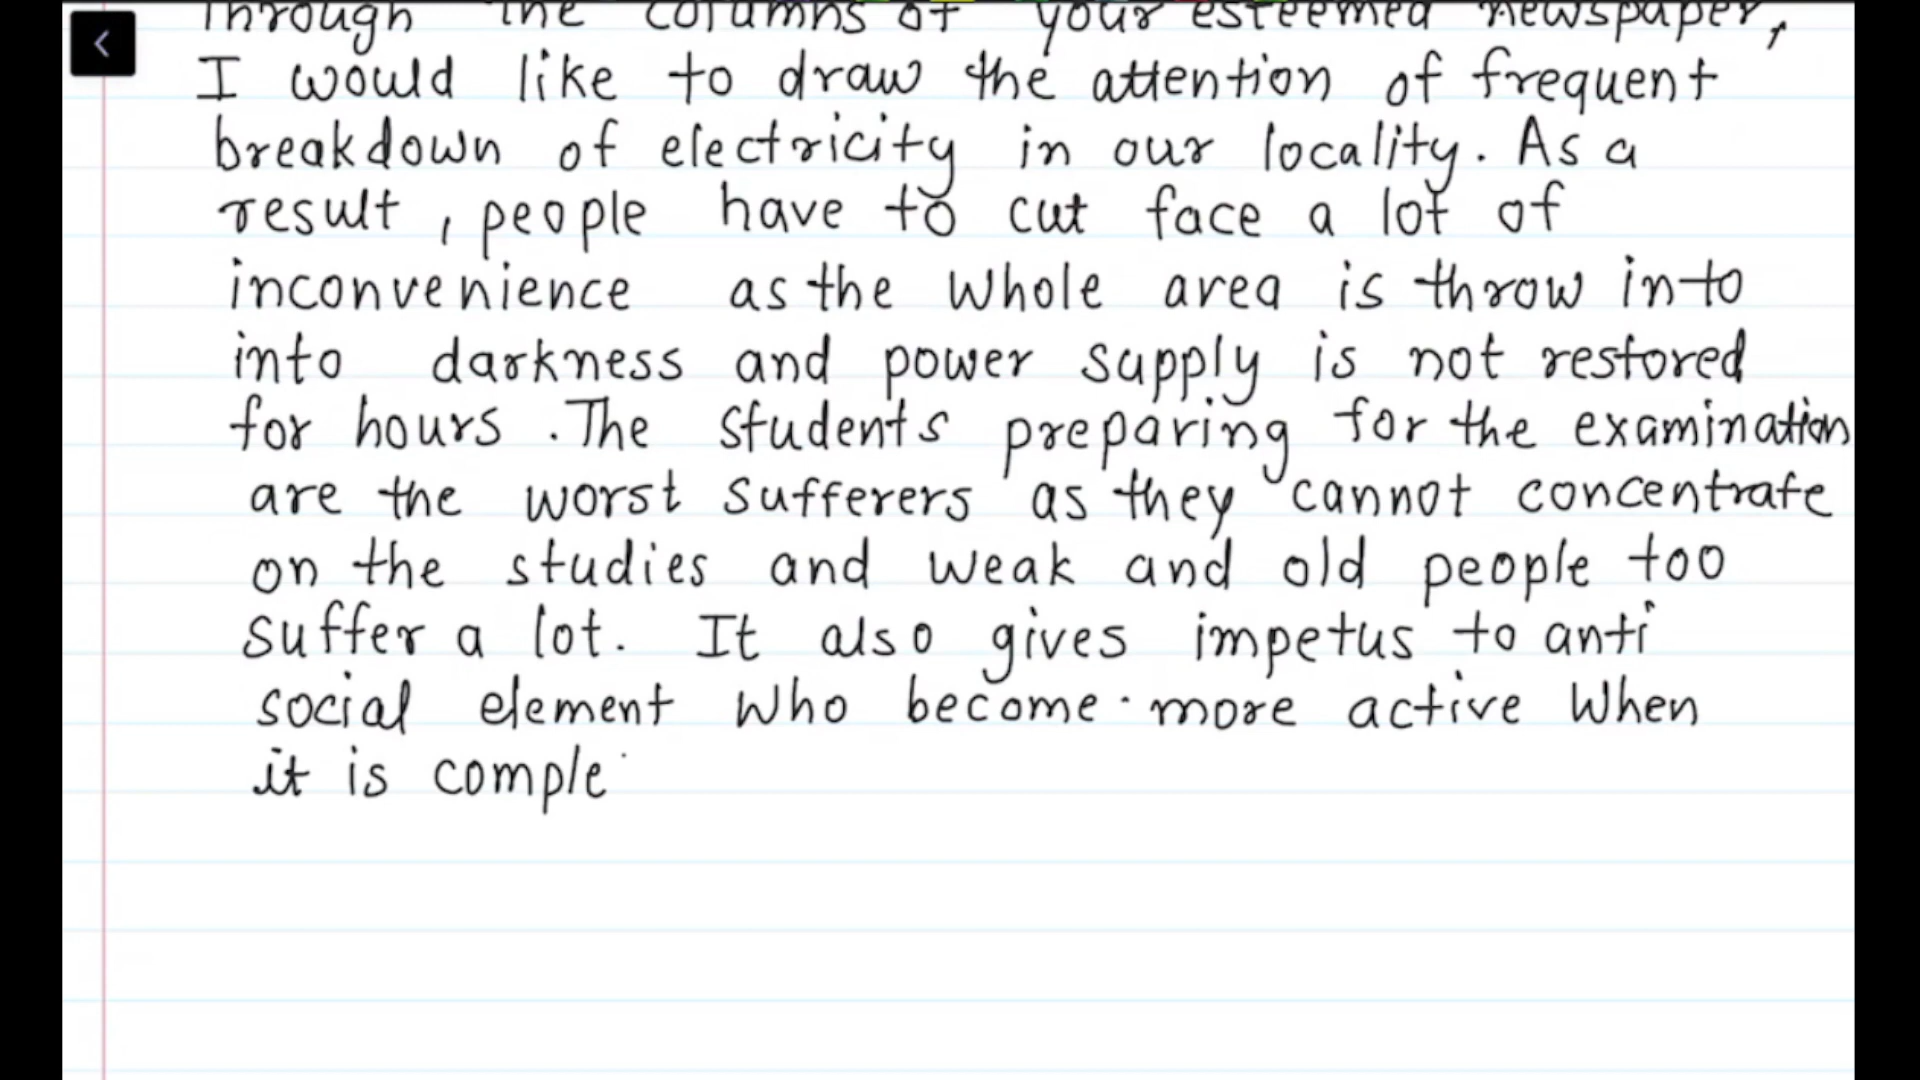 Through the columns of your esteemed newspaper,
I would like to draw the attention of frequent
breakdown of electricity in our locality. As a
result, people have to cut face a lot of
inconvenience as the whole area is throw into
into darkness and power supply is not restored
for hours. The students preparing for the examination
are the worst sufferers as they cannot concentrate
on the studies and weak and old people too
suffer a lot. It also gives impetus to anti
social element who become more active when
it is comple